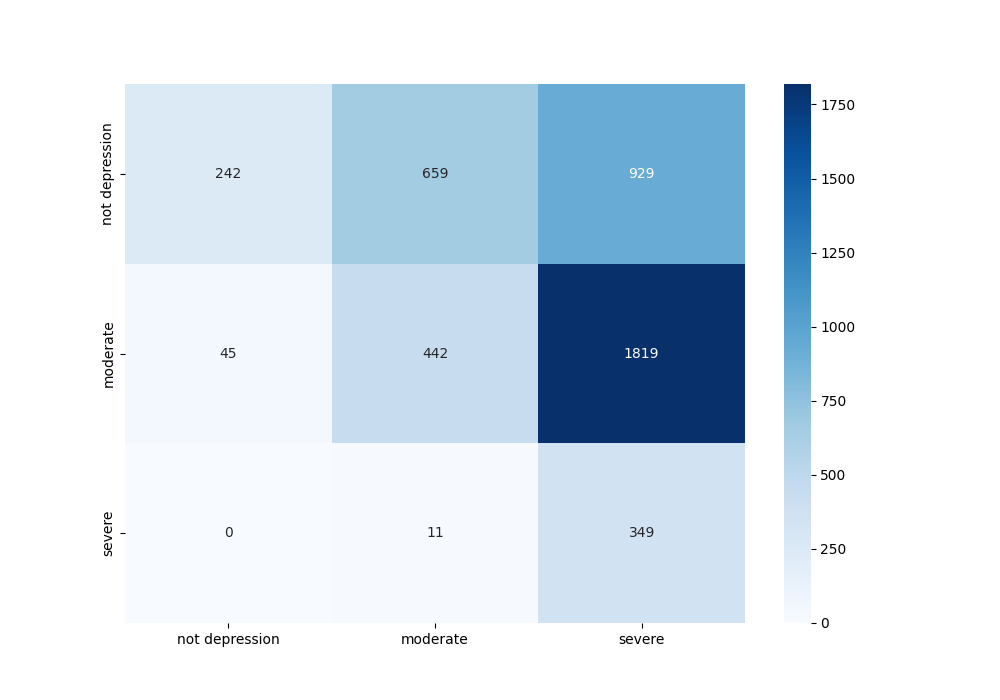 not depression
242
659
929
moderate
45
442
1819
severe
0
11
349
not depression
moderate
severe
1750
1500
1250
1000
750
500
250
0